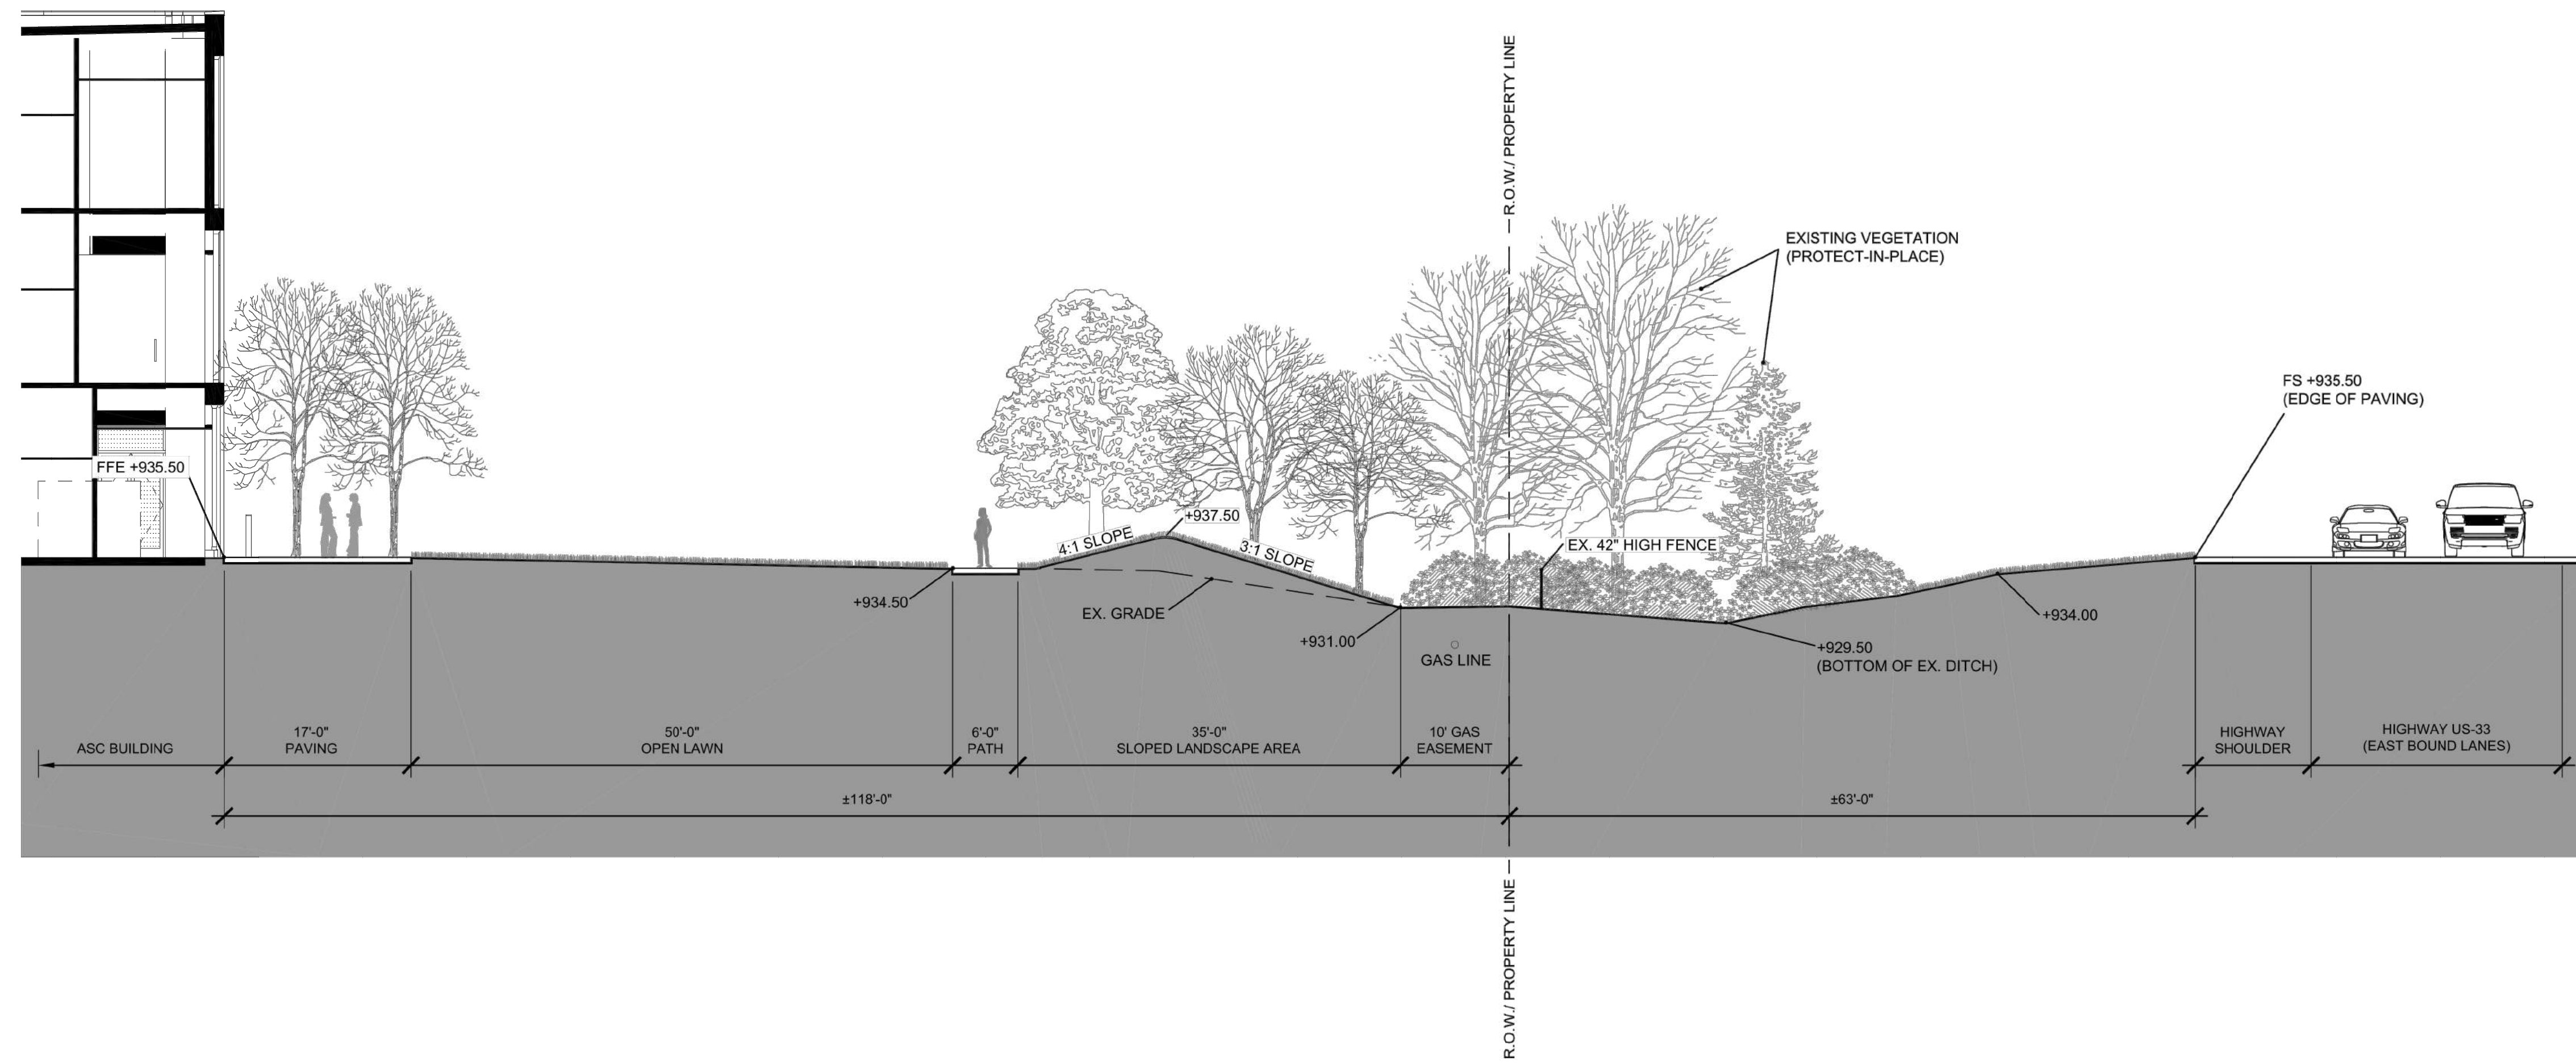 R.O.W./ PROPERTY LINE
EXISTING VEGETATION
(PROTECT-IN-PLACE)
FS +935.50
(EDGE OF PAVING)
FFE +935.50
4:1 SLOPE
+937.50
3:1 SLOPE
EX. 42" HIGH FENCE
+934.50
EX. GRADE
+931.00
GAS LINE
+934.00
+929.50
(BOTTOM OF EX. DITCH)
ASC BUILDING
17'-0"
PAVING
50'-0"
OPEN LAWN
6'-0"
PATH
35'-0"
SLOPED LANDSCAPE AREA
10' GAS
EASEMENT
HIGHWAY
SHOULDER
HIGHWAY US-33
(EAST BOUND LANES)
±118'-0"
±63'-0"
R.O.W./ PROPERTY LINE